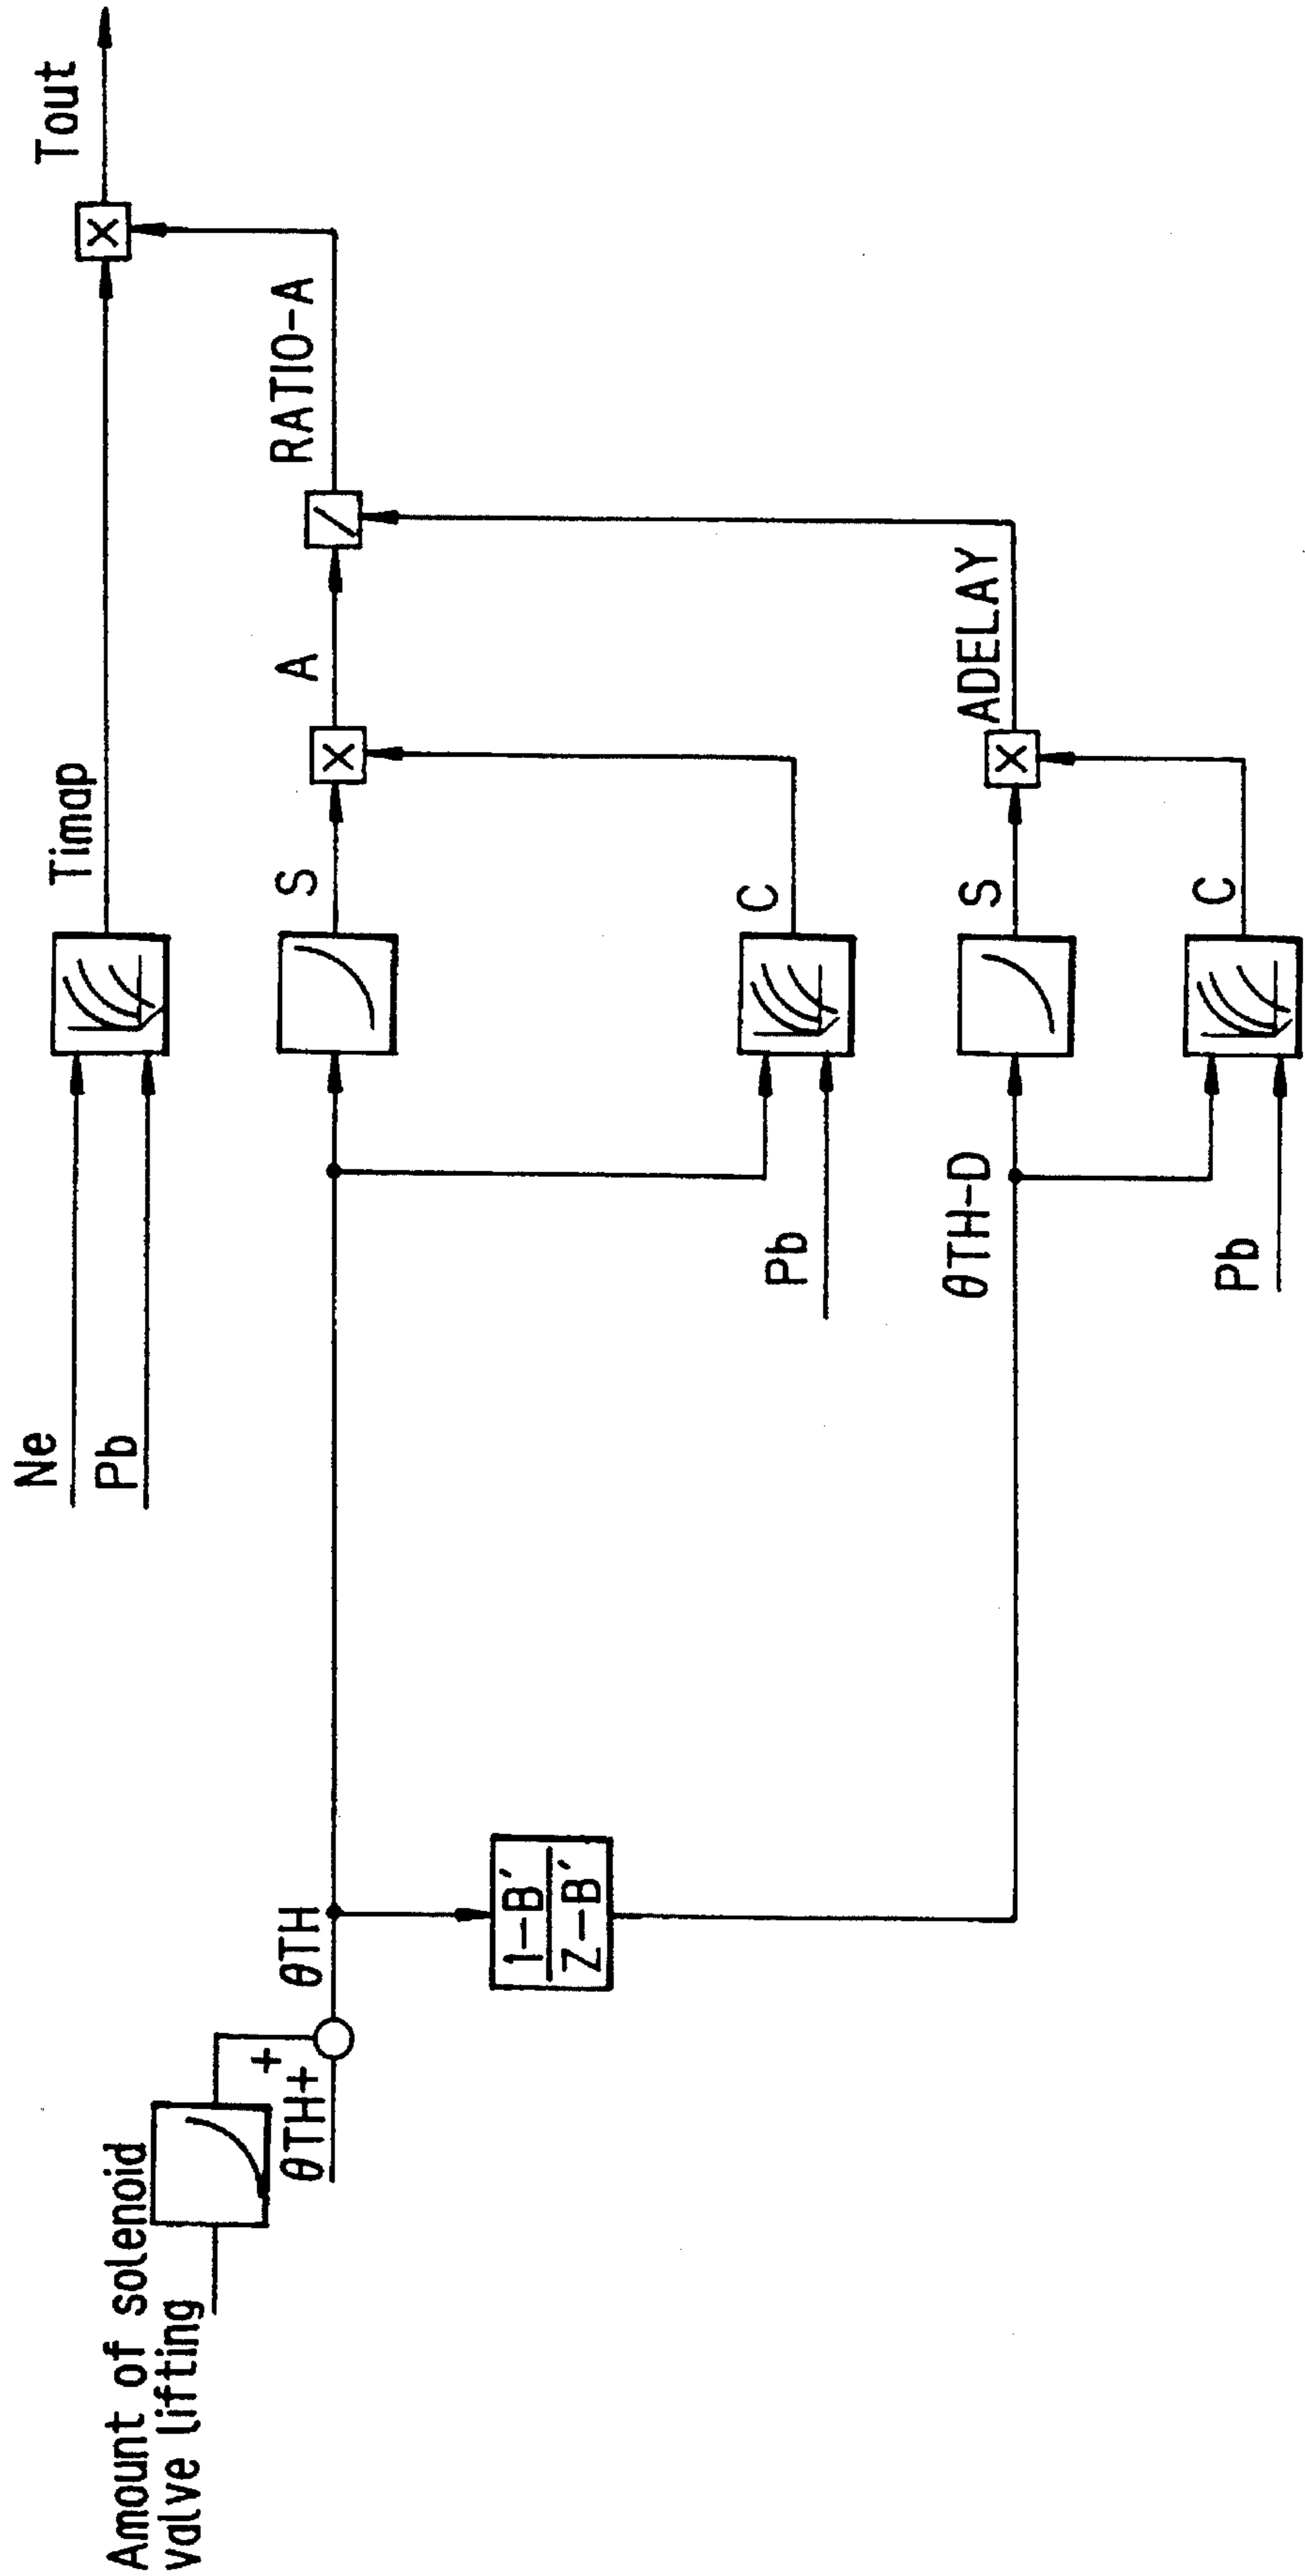 Amount of solenoid
valve lifting
+
θTH+
θTH
1-B′
Z-B′
Ne
Pb
Timap
X
Tout
S
X
A
/
RATIO-A
Pb
C
θTH-D
S
X
ADELAY
Pb
C